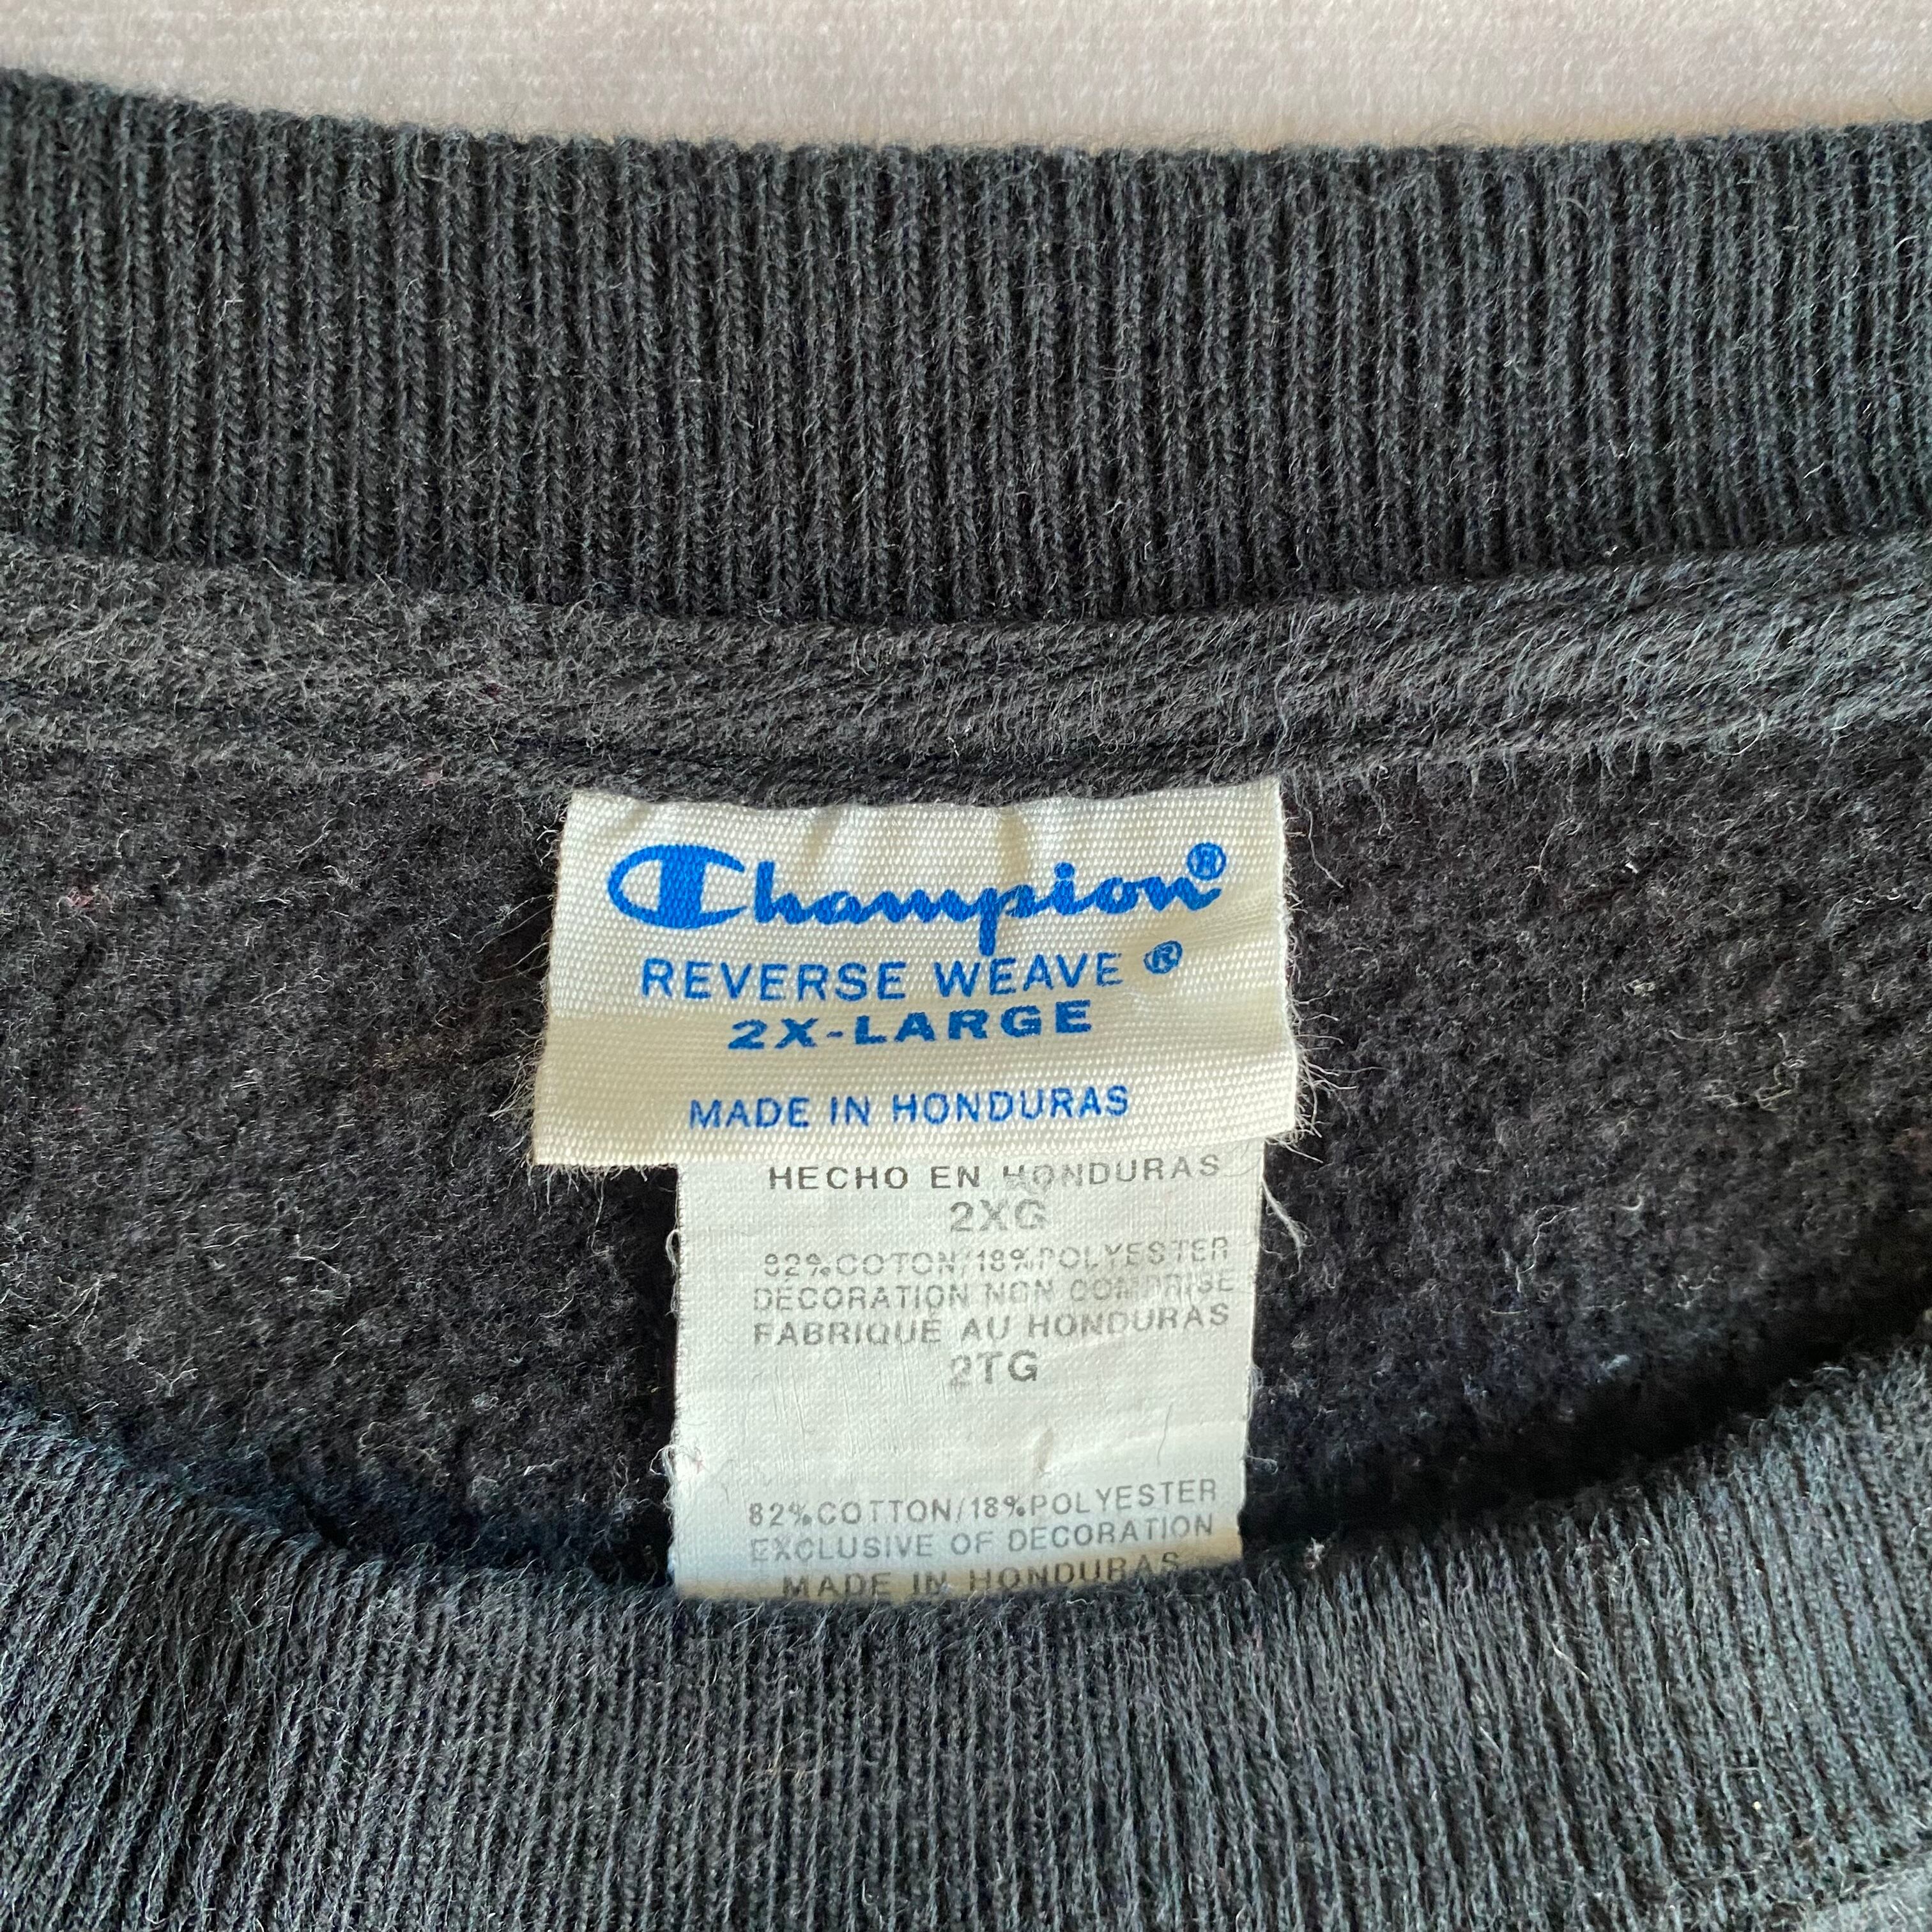 Champion®
REVERSE WEAVE ®
2X-LARGE
MADE IN HONDURAS
HECHO EN HONDURAS
2XG
82%COTON/18%POLYESTER
DECORATION NON COMPRISE
FABRIQUE AU HONDURAS
2TG
82%COTTON/18%POLYESTER
EXCLUSIVE OF DECORATION
MADE IN HONDURAS